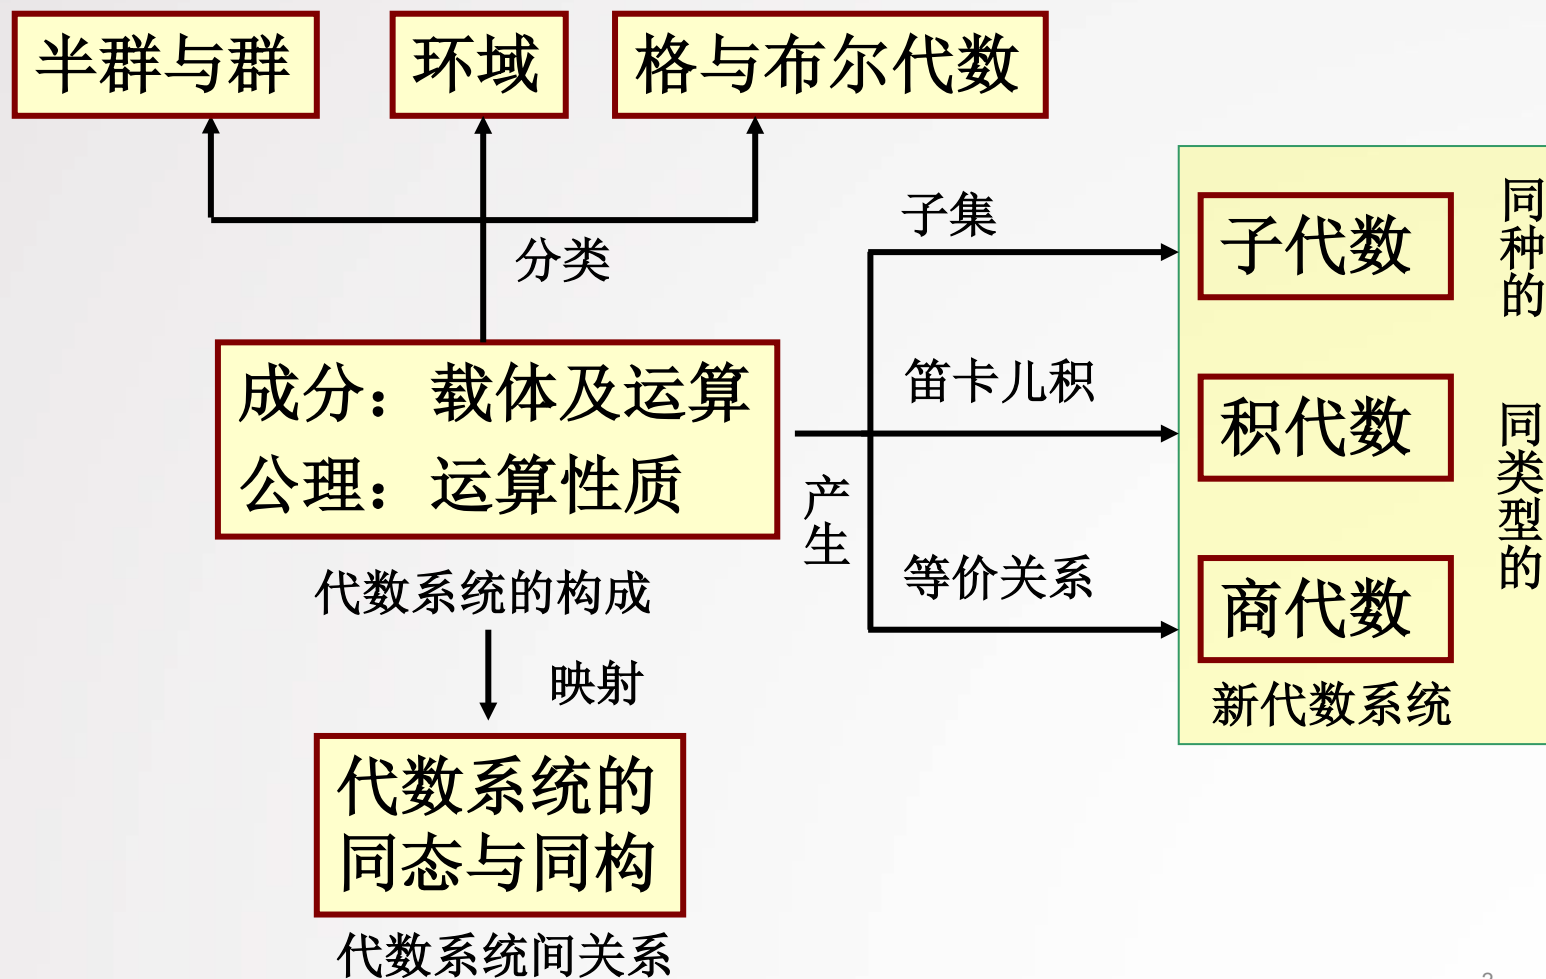 半群与群
环域
格与布尔代数
分类
子集
子代数
同种的
成分：载体及运算
公理：运算性质
笛卡儿积
积代数
同类型的
产生
等价关系
商代数
新代数系统
代数系统的构成
映射
代数系统的
同态与同构
代数系统间关系